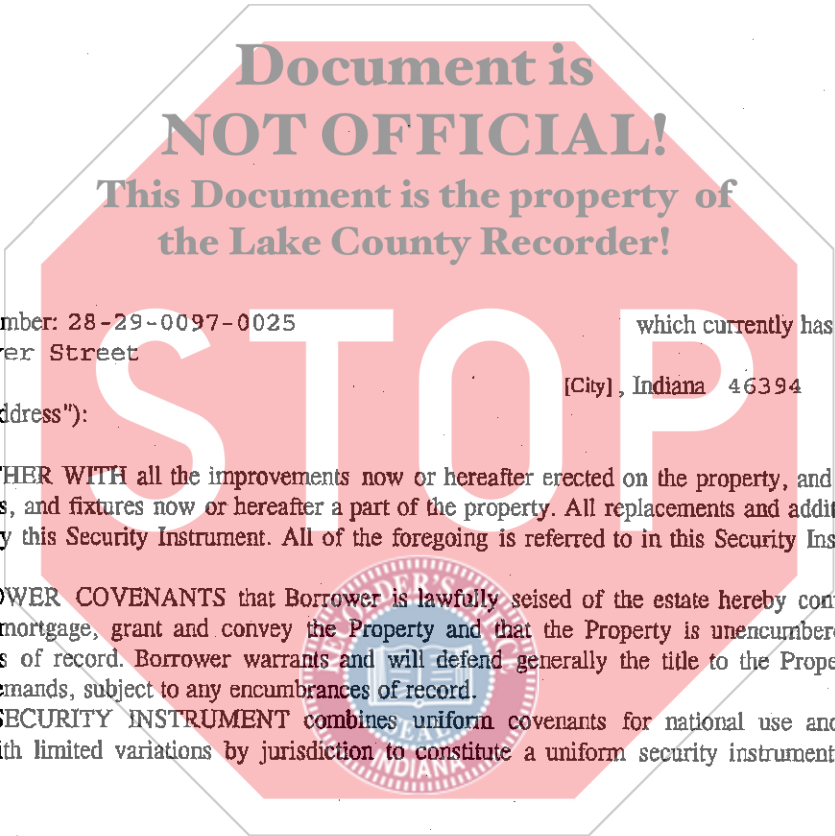 Document is
NOT OFFICIAL!
This Document is the property of
the Lake County Recorder!
STOP
mber: 28-29-0097-0025 which currently has
er Street
[City] , Indiana 46394
ddress"):
HER WITH all the improvements now or hereafter erected on the property, and
s, and fixtures now or hereafter a part of the property. All replacements and addit
y this Security Instrument. All of the foregoing is referred to in this Security Ins
OWER COVENANTS that Borrower is lawfully seised of the estate hereby con
mortgage, grant and convey the Property and that the Property is unencumber
s of record. Borrower warrants and will defend generally the title to the Prope
emands, subject to any encumbrances of record.
SECURITY INSTRUMENT combines uniform covenants for national use and
ith limited variations by jurisdiction to constitute a uniform security instrument
RECORDER'S OFFICE
SEAL
INDIANA